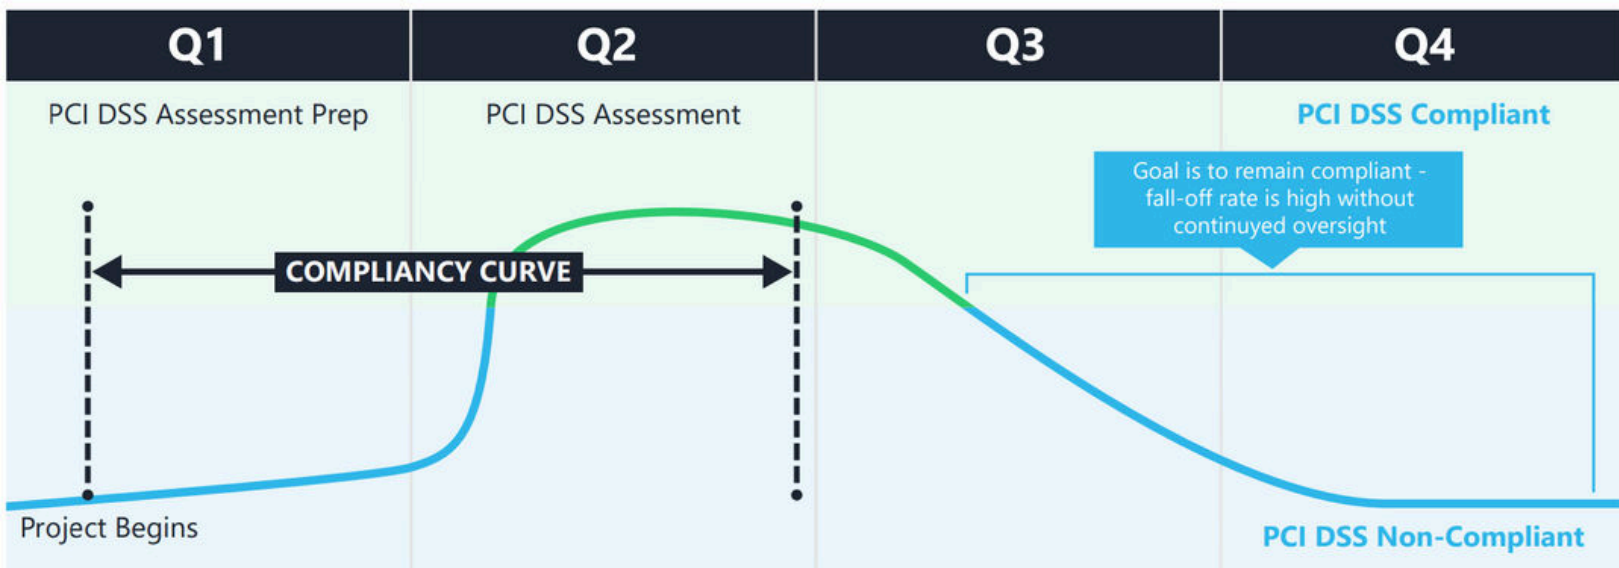 Q1
Q2
Q3
Q4
PCI DSS Assessment Prep
PCI DSS Assessment
PCI DSS Compliant
Goal is to remain compliant -
fall-off rate is high without
continuyed oversight
COMPLIANCY CURVE
Project Begins
PCI DSS Non-Compliant